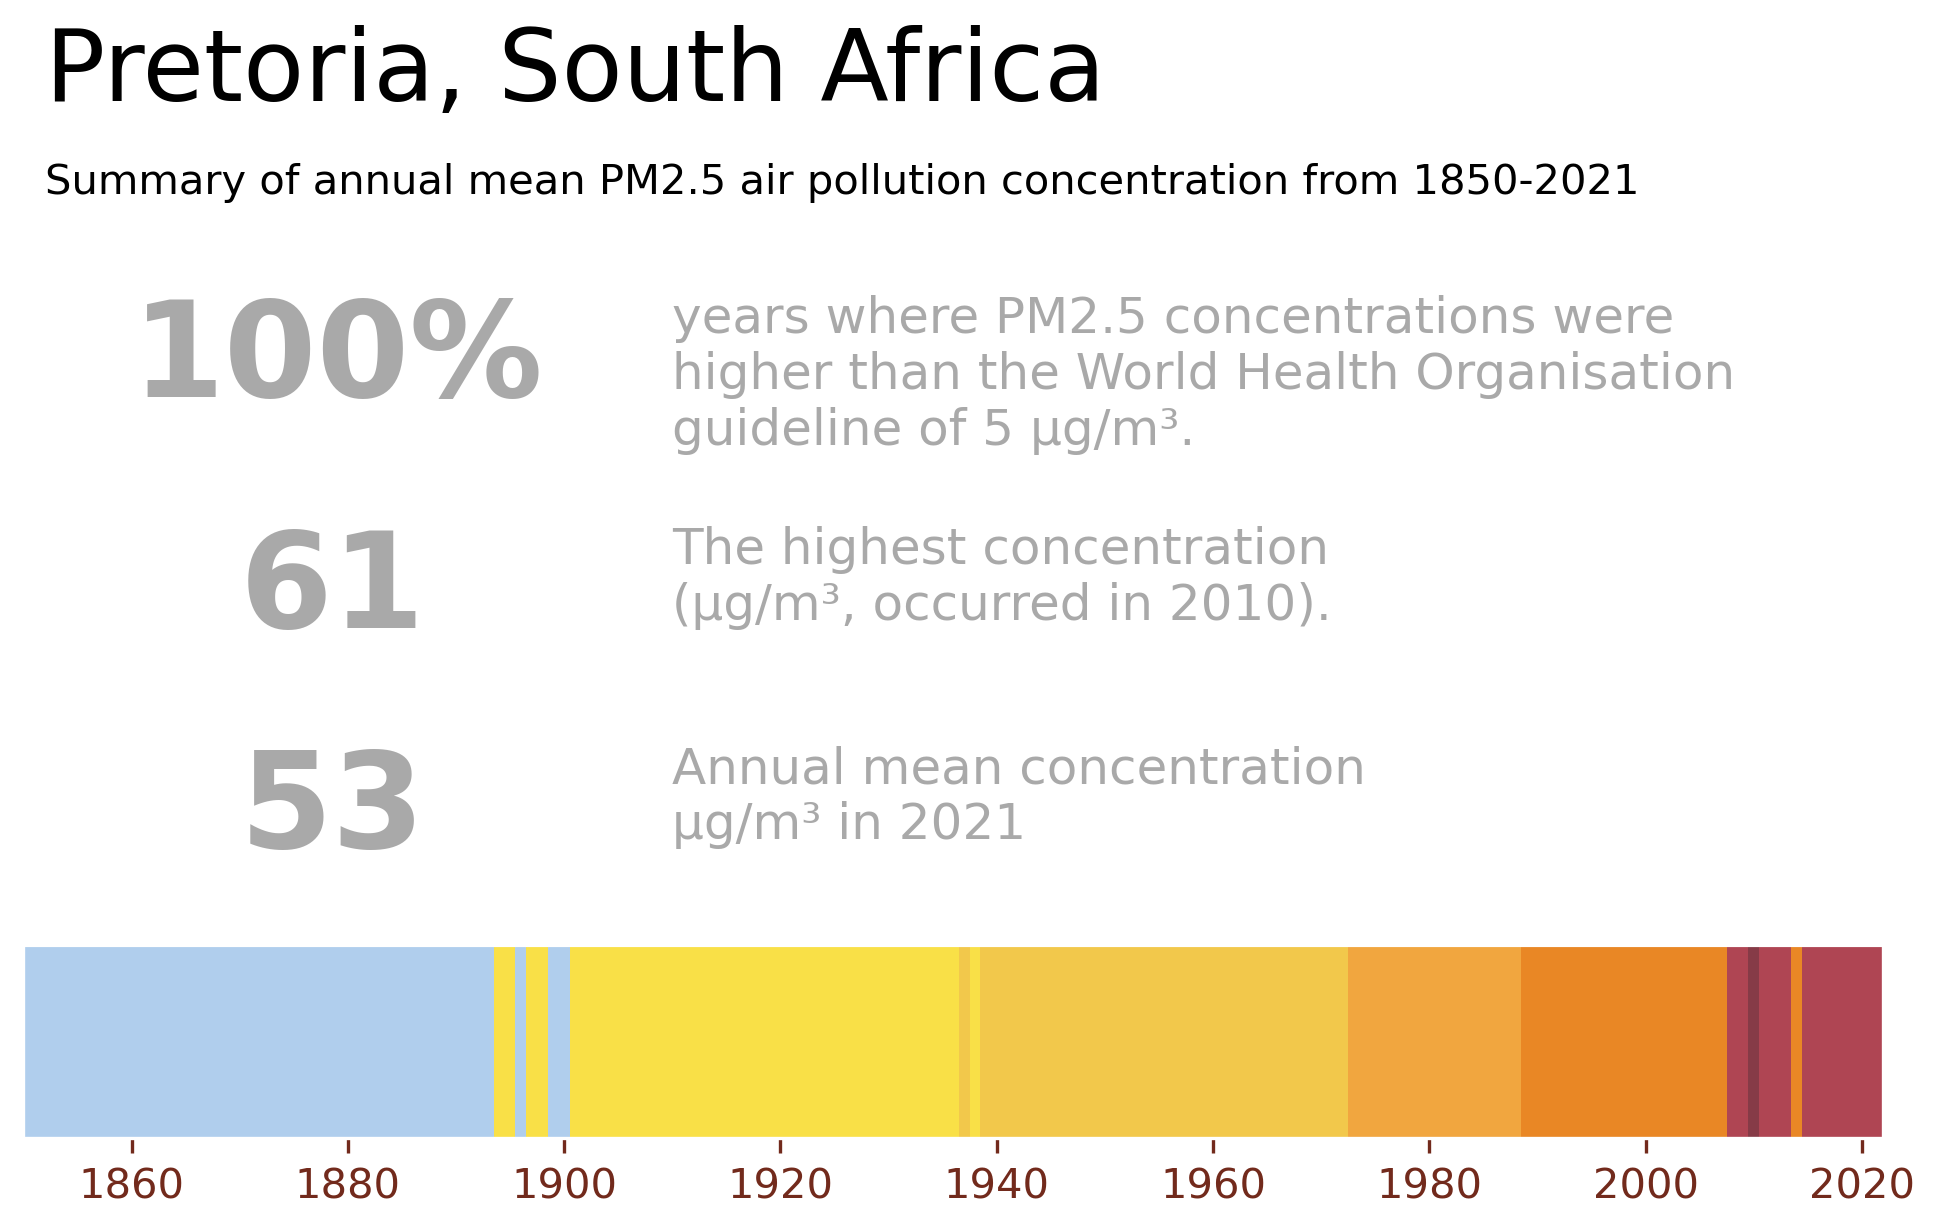 Pretoria, South Africa
Summary of annual mean PM2.5 air pollution concentration from 1850-2021
100%
years where PM2.5 concentrations were
higher than the World Health Organisation
guideline of 5 µg/m³.
61
The highest concentration
(µg/m³, occurred in 2010).
53
Annual mean concentration
µg/m³ in 2021
1860 1880 1900 1920 1940 1960 1980 2000 2020